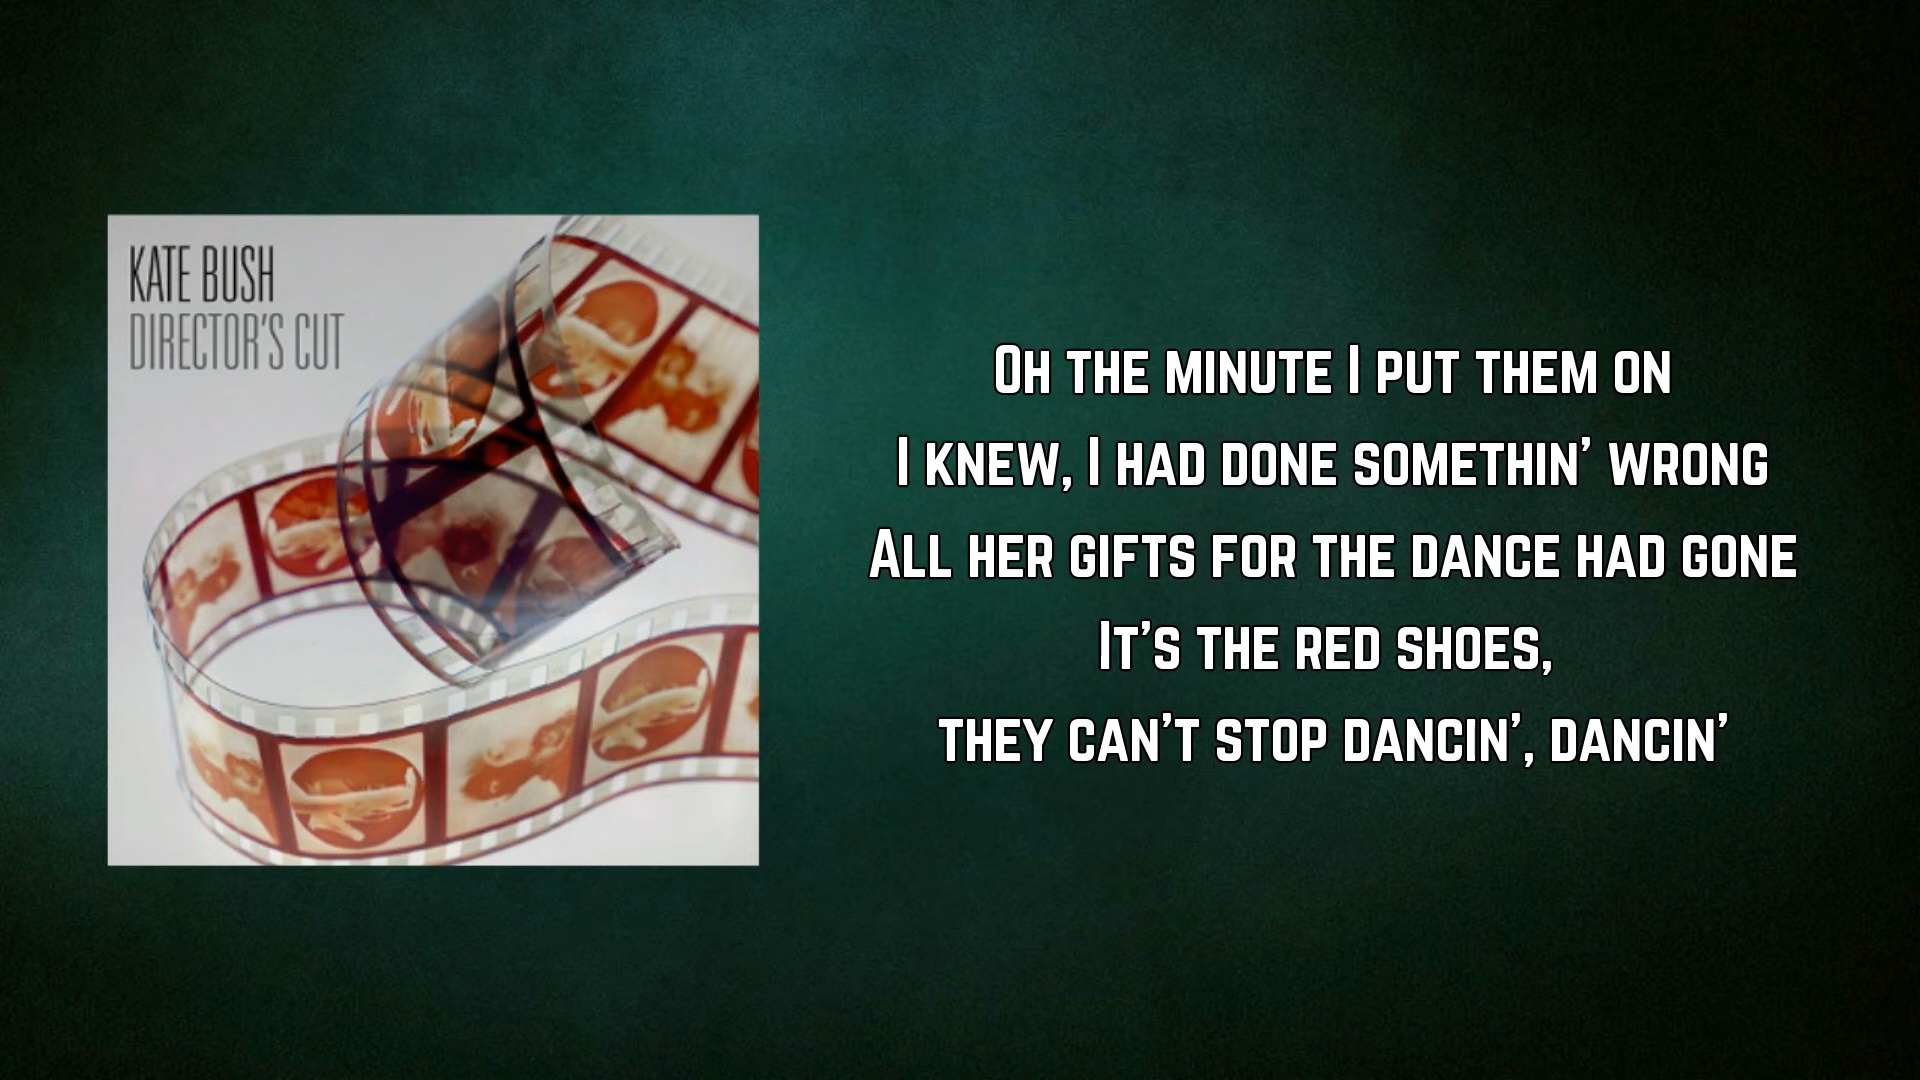 KATE BUSH
DIRECTOR'S CUT
Oh the minute I put them on
I knew, I had done somethin' wrong
All her gifts for the dance had gone
It's the red shoes,
they can't stop dancin', dancin'